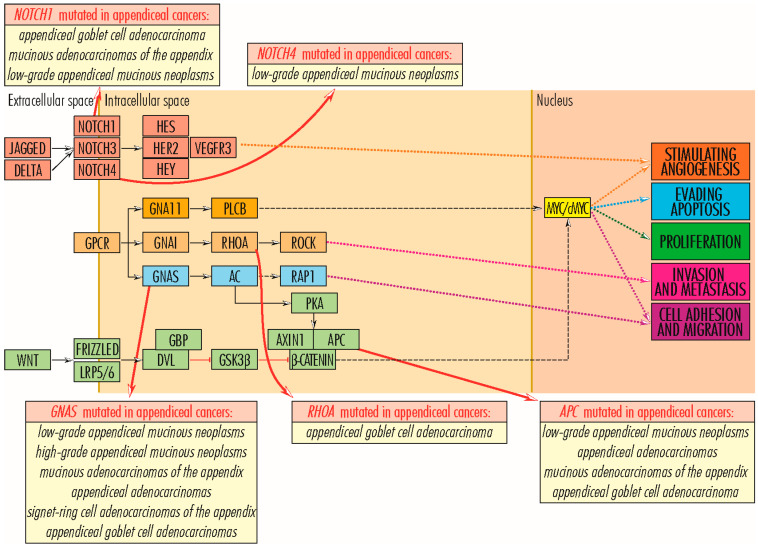 NOTCH1 mutated in appendiceal cancers:
appendiceal goblet cell adenocarcinoma
mucinous adenocarcinomas of the appendix
low-grade appendiceal mucinous neoplasms
NOTCH4 mutated in appendiceal cancers:
low-grade appendiceal mucinous neoplasms
Extracellular space
Intracellular space
Nucleus
JAGGED
DELTA
NOTCH1
NOTCH3
NOTCH4
HES
HER2
HEY
VEGFR3
STIMULATING
ANGIOGENESIS
EVADING
APOPTOSIS
PROLIFERATION
INVASION
AND METASTASIS
CELL ADHESION
AND MIGRATION
GNA11
PLCB
MYC/cMYC
GPCR
GNAI
RHOA
ROCK
GNAS
AC
RAP1
PKA
WNT
FRIZZLED
LRP5/6
GBP
DVL
GSK3β
AXIN1
APC
β-CATENIN
GNAS mutated in appendiceal cancers:
low-grade appendiceal mucinous neoplasms
high-grade appendiceal mucinous neoplasms
mucinous adenocarcinomas of the appendix
appendiceal adenocarcinomas
signet-ring cell adenocarcinomas of the appendix
appendiceal goblet cell adenocarcinomas
RHOA mutated in appendiceal cancers:
appendiceal goblet cell adenocarcinoma
APC mutated in appendiceal cancers:
low-grade appendiceal mucinous neoplasms
appendiceal adenocarcinomas
mucinous adenocarcinomas of the appendix
appendiceal goblet cell adenocarcinoma